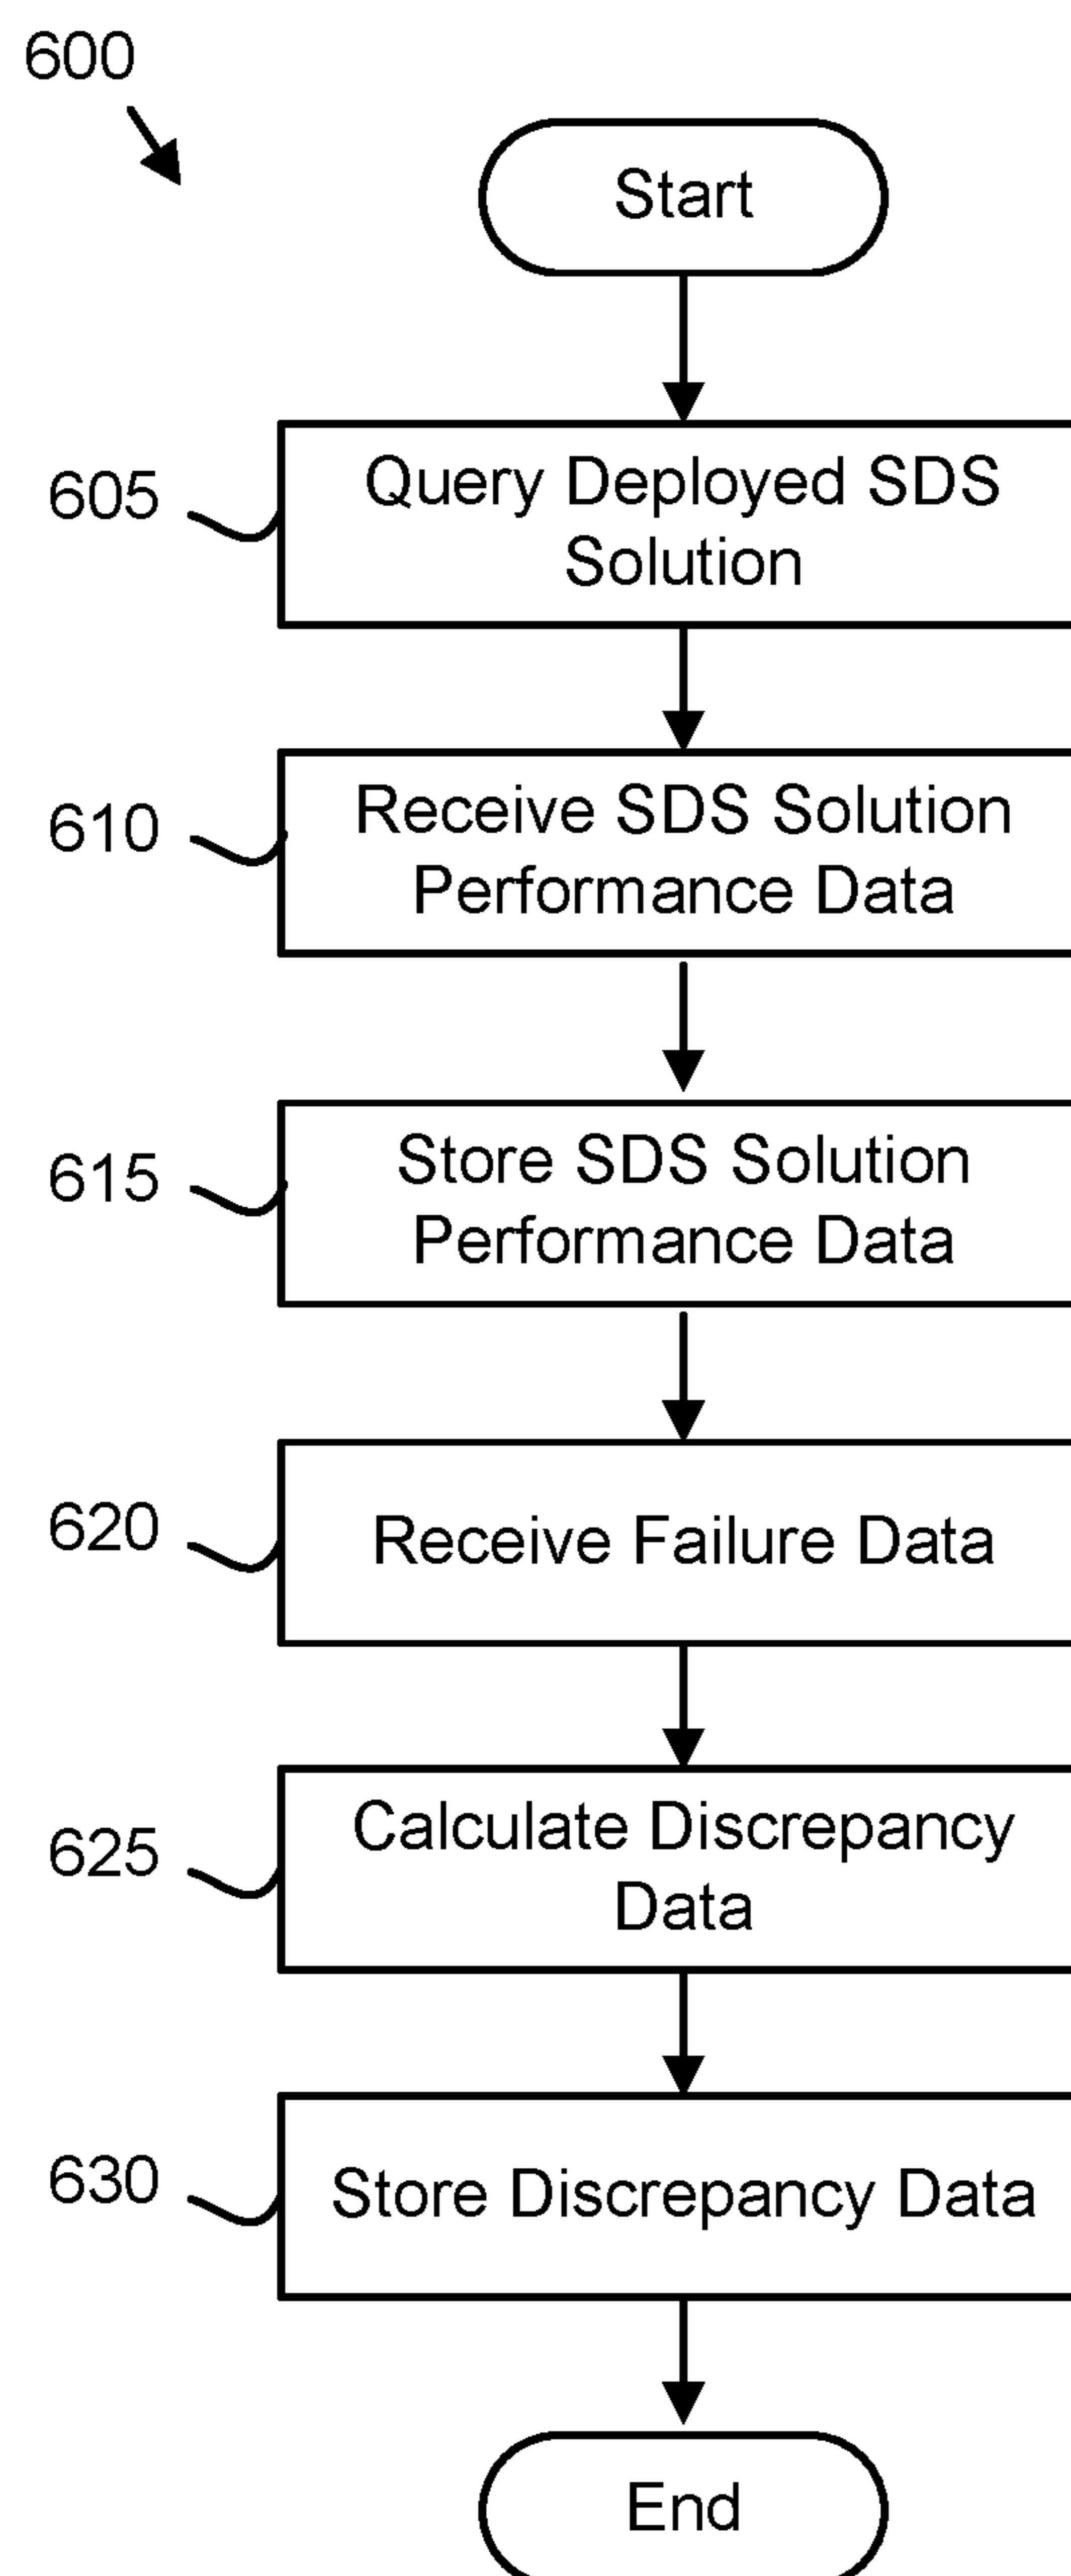 600
Start
605
Query Deployed SDS
Solution
610
Receive SDS Solution
Performance Data
615
Store SDS Solution
Performance Data
620
Receive Failure Data
625
Calculate Discrepancy
Data
630
Store Discrepancy Data
End